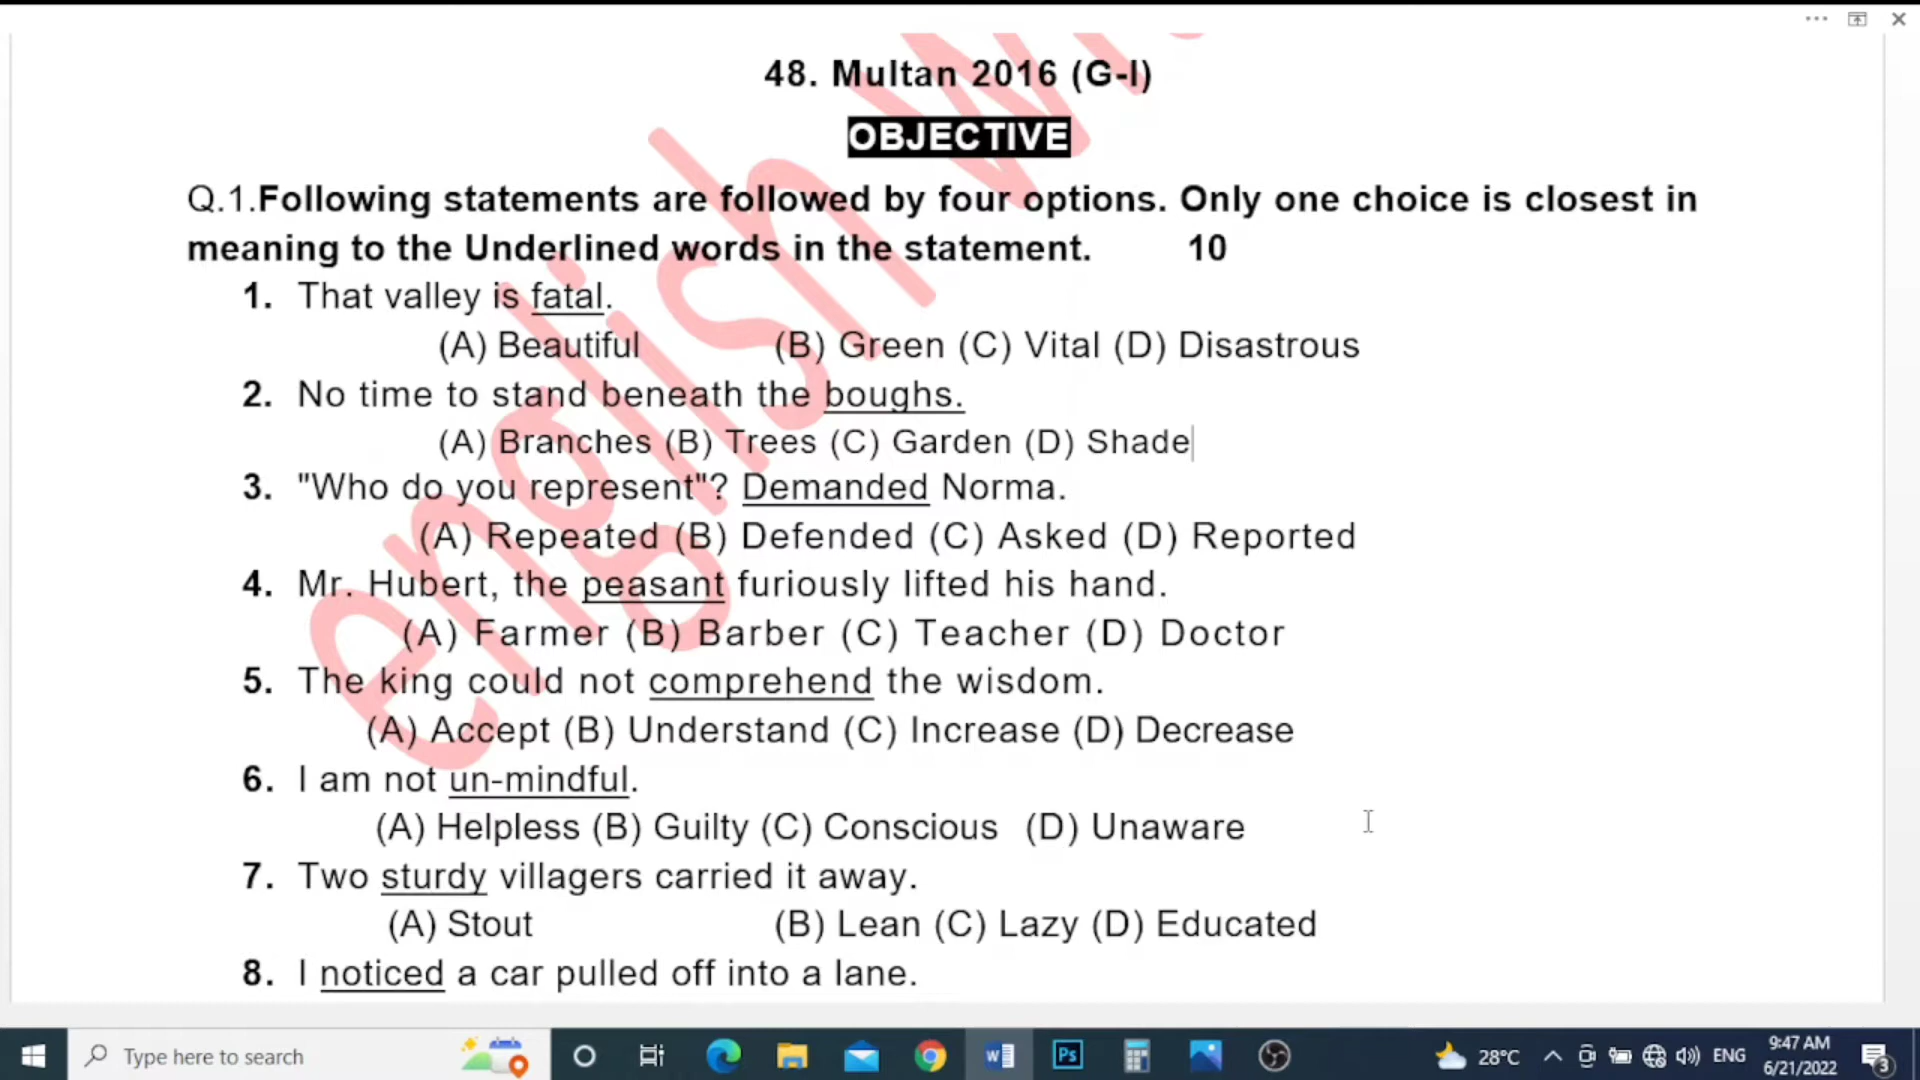 48. Multan 2016 (G-I)
OBJECTIVE
Q.1.Following statements are followed by four options. Only one choice is closest in
meaning to the Underlined words in the statement. 10
1. That valley is fatal.
(A) Beautiful (B) Green (C) Vital (D) Disastrous
2. No time to stand beneath the boughs.
(A) Branches (B) Trees (C) Garden (D) Shade
3. "Who do you represent"? Demanded Norma.
(A) Repeated (B) Defended (C) Asked (D) Reported
4. Mr. Hubert, the peasant furiously lifted his hand.
(A) Farmer (B) Barber (C) Teacher (D) Doctor
5. The king could not comprehend the wisdom.
(A) Accept (B) Understand (C) Increase (D) Decrease
6. I am not un-mindful.
(A) Helpless (B) Guilty (C) Conscious (D) Unaware
7. Two sturdy villagers carried it away.
(A) Stout (B) Lean (C) Lazy (D) Educated
8. I noticed a car pulled off into a lane.
english
Type here to search
W
Ps
28°C
ENG
9:47 AM
6/21/2022
3